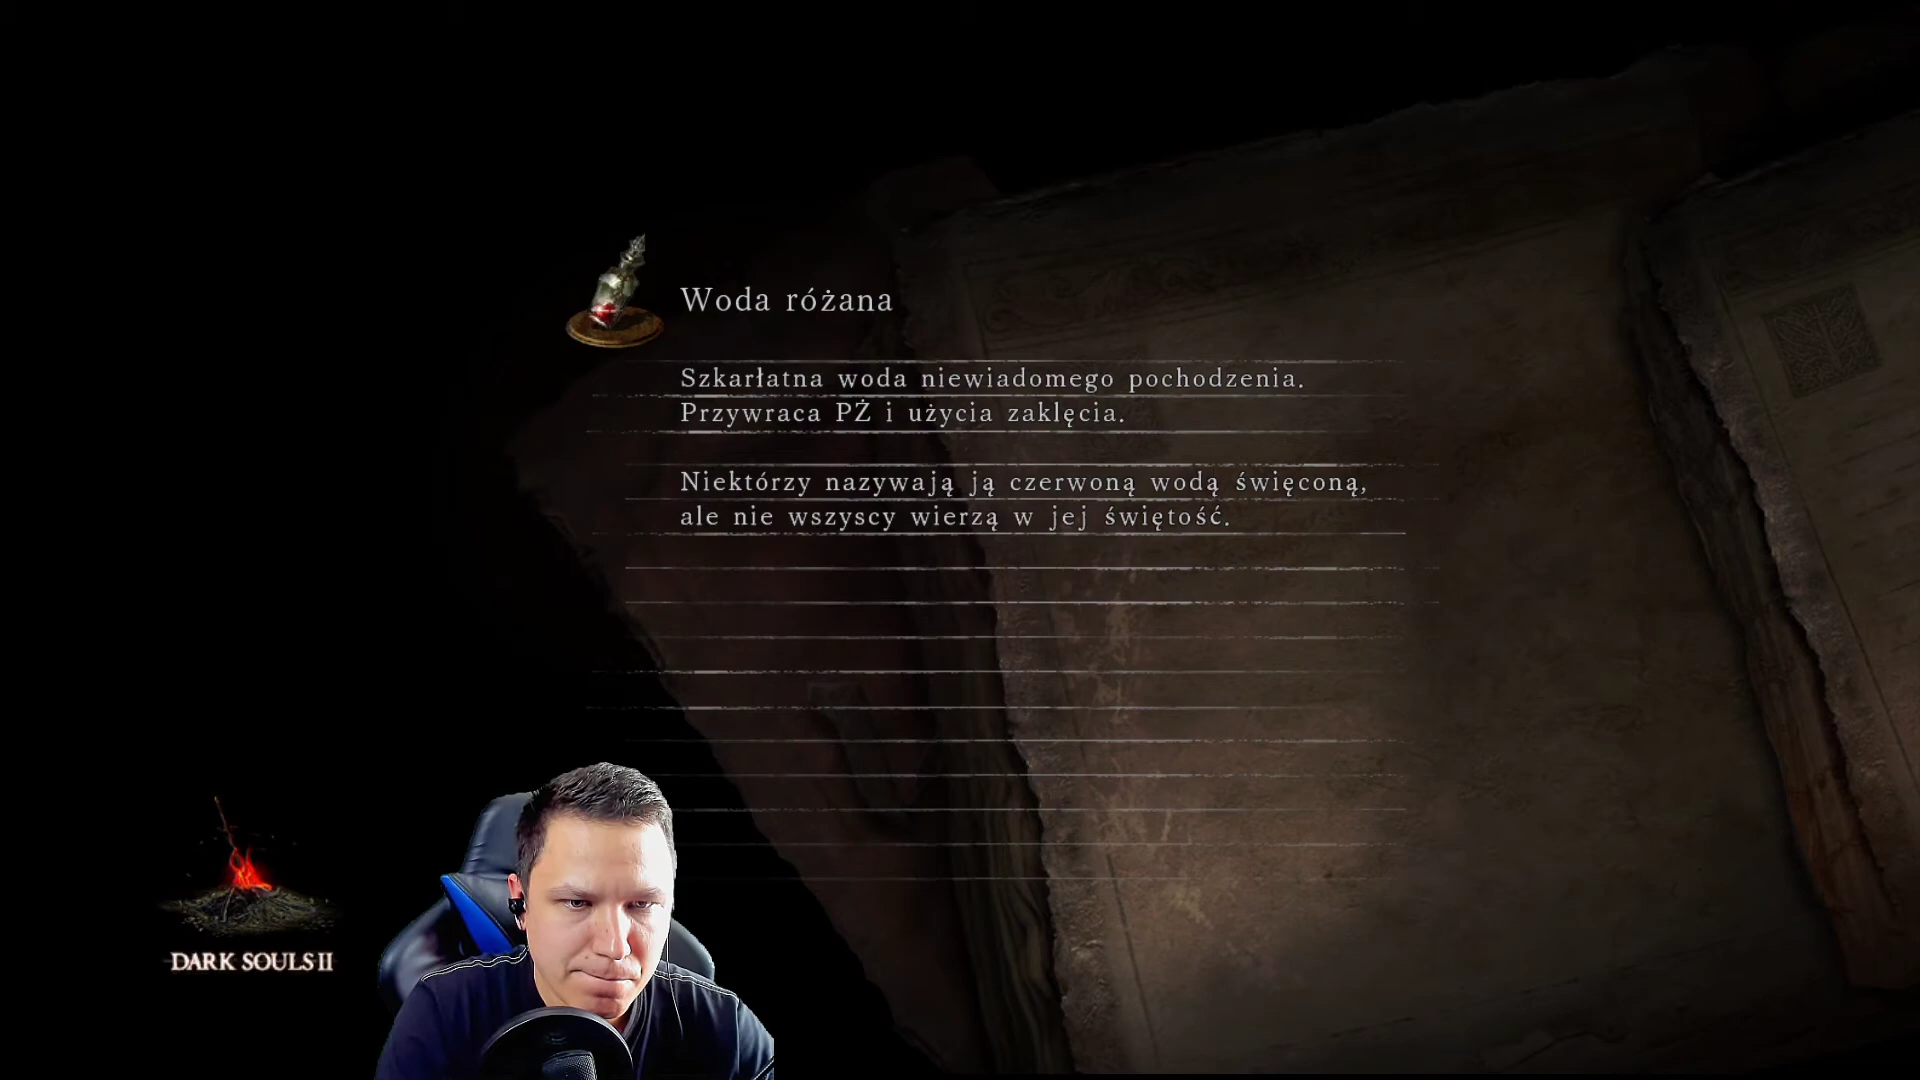 Woda różana
Szkarłatna woda niewiadomego pochodzenia.
Przywraca PŻ i użycia zaklęcia.
Niektórzy nazywają ją czerwoną wodą święconą,
ale nie wszyscy wierzą w jej świętość.
DARK SOULS II